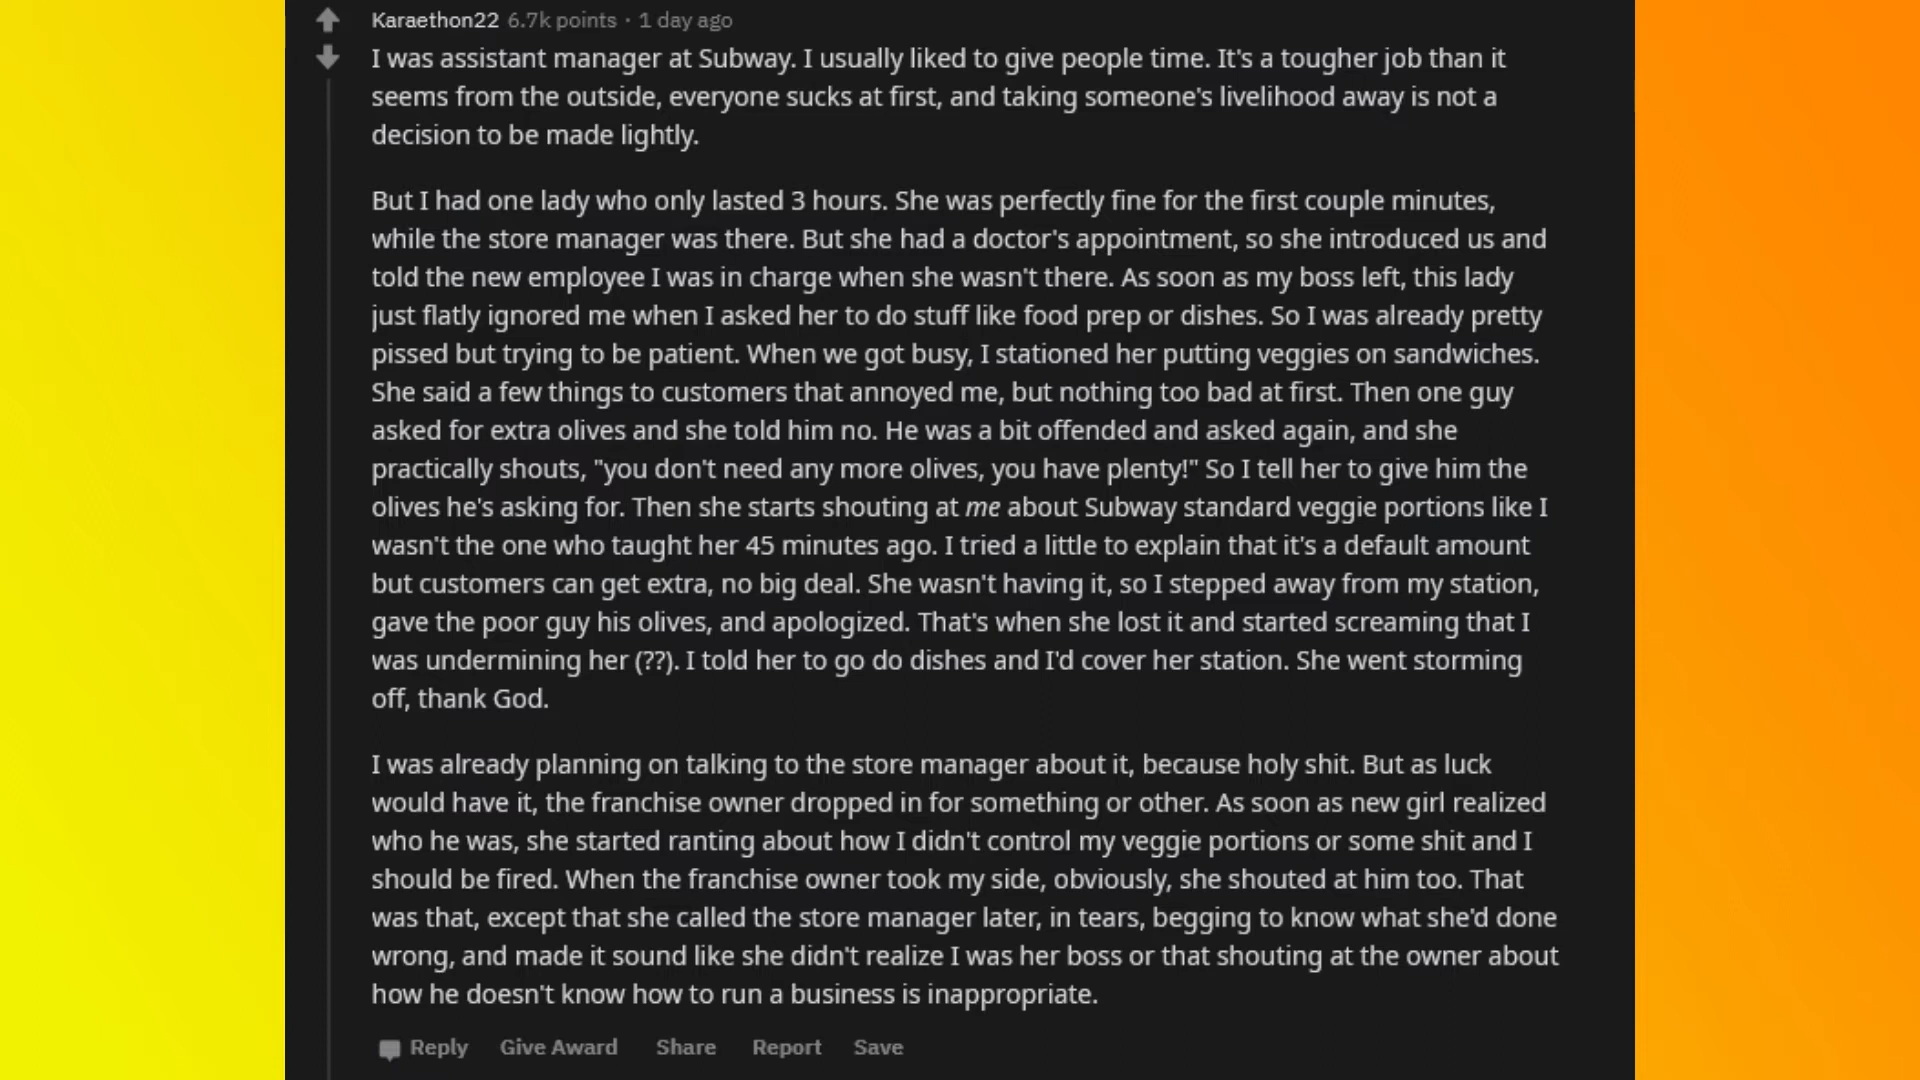 Karaethon22 6.7k points · 1 day ago
I was assistant manager at Subway. I usually liked to give people time. It's a tougher job than it
seems from the outside, everyone sucks at first, and taking someone's livelihood away is not a
decision to be made lightly.
But I had one lady who only lasted 3 hours. She was perfectly fine for the first couple minutes,
while the store manager was there. But she had a doctor's appointment, so she introduced us and
told the new employee I was in charge when she wasn't there. As soon as my boss left, this lady
just flatly ignored me when I asked her to do stuff like food prep or dishes. So I was already pretty
pissed but trying to be patient. When we got busy, I stationed her putting veggies on sandwiches.
She said a few things to customers that annoyed me, but nothing too bad at first. Then one guy
asked for extra olives and she told him no. He was a bit offended and asked again, and she
practically shouts, "you don't need any more olives, you have plenty!" So I tell her to give him the
olives he's asking for. Then she starts shouting at me about Subway standard veggie portions like I
wasn't the one who taught her 45 minutes ago. I tried a little to explain that it's a default amount
but customers can get extra, no big deal. She wasn't having it, so I stepped away from my station,
gave the poor guy his olives, and apologized. That's when she lost it and started screaming that I
was undermining her (??). I told her to go do dishes and I'd cover her station. She went storming
off, thank God.
I was already planning on talking to the store manager about it, because holy shit. But as luck
would have it, the franchise owner dropped in for something or other. As soon as new girl realized
who he was, she started ranting about how I didn't control my veggie portions or some shit and I
should be fired. When the franchise owner took my side, obviously, she shouted at him too. That
was that, except that she called the store manager later, in tears, begging to know what she'd done
wrong, and made it sound like she didn't realize I was her boss or that shouting at the owner about
how he doesn't know how to run a business is inappropriate.
Reply Give Award Share Report Save